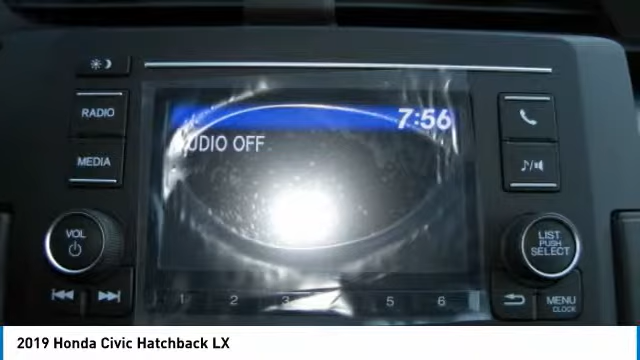 RADIO
MEDIA
VOL
7:56
UDIO OFF
1 2 3 5 6
LIST
PUSH
SELECT
MENU
CLOCK
2019 Honda Civic Hatchback LX